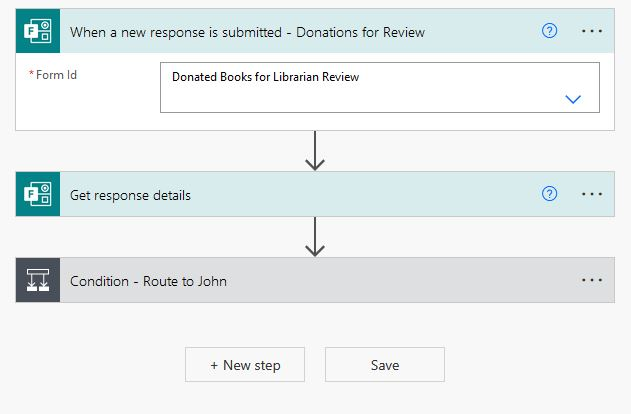 When a new response is submitted - Donations for Review
* Form Id
Donated Books for Librarian Review
Get response details
Condition - Route to John
+ New step
Save